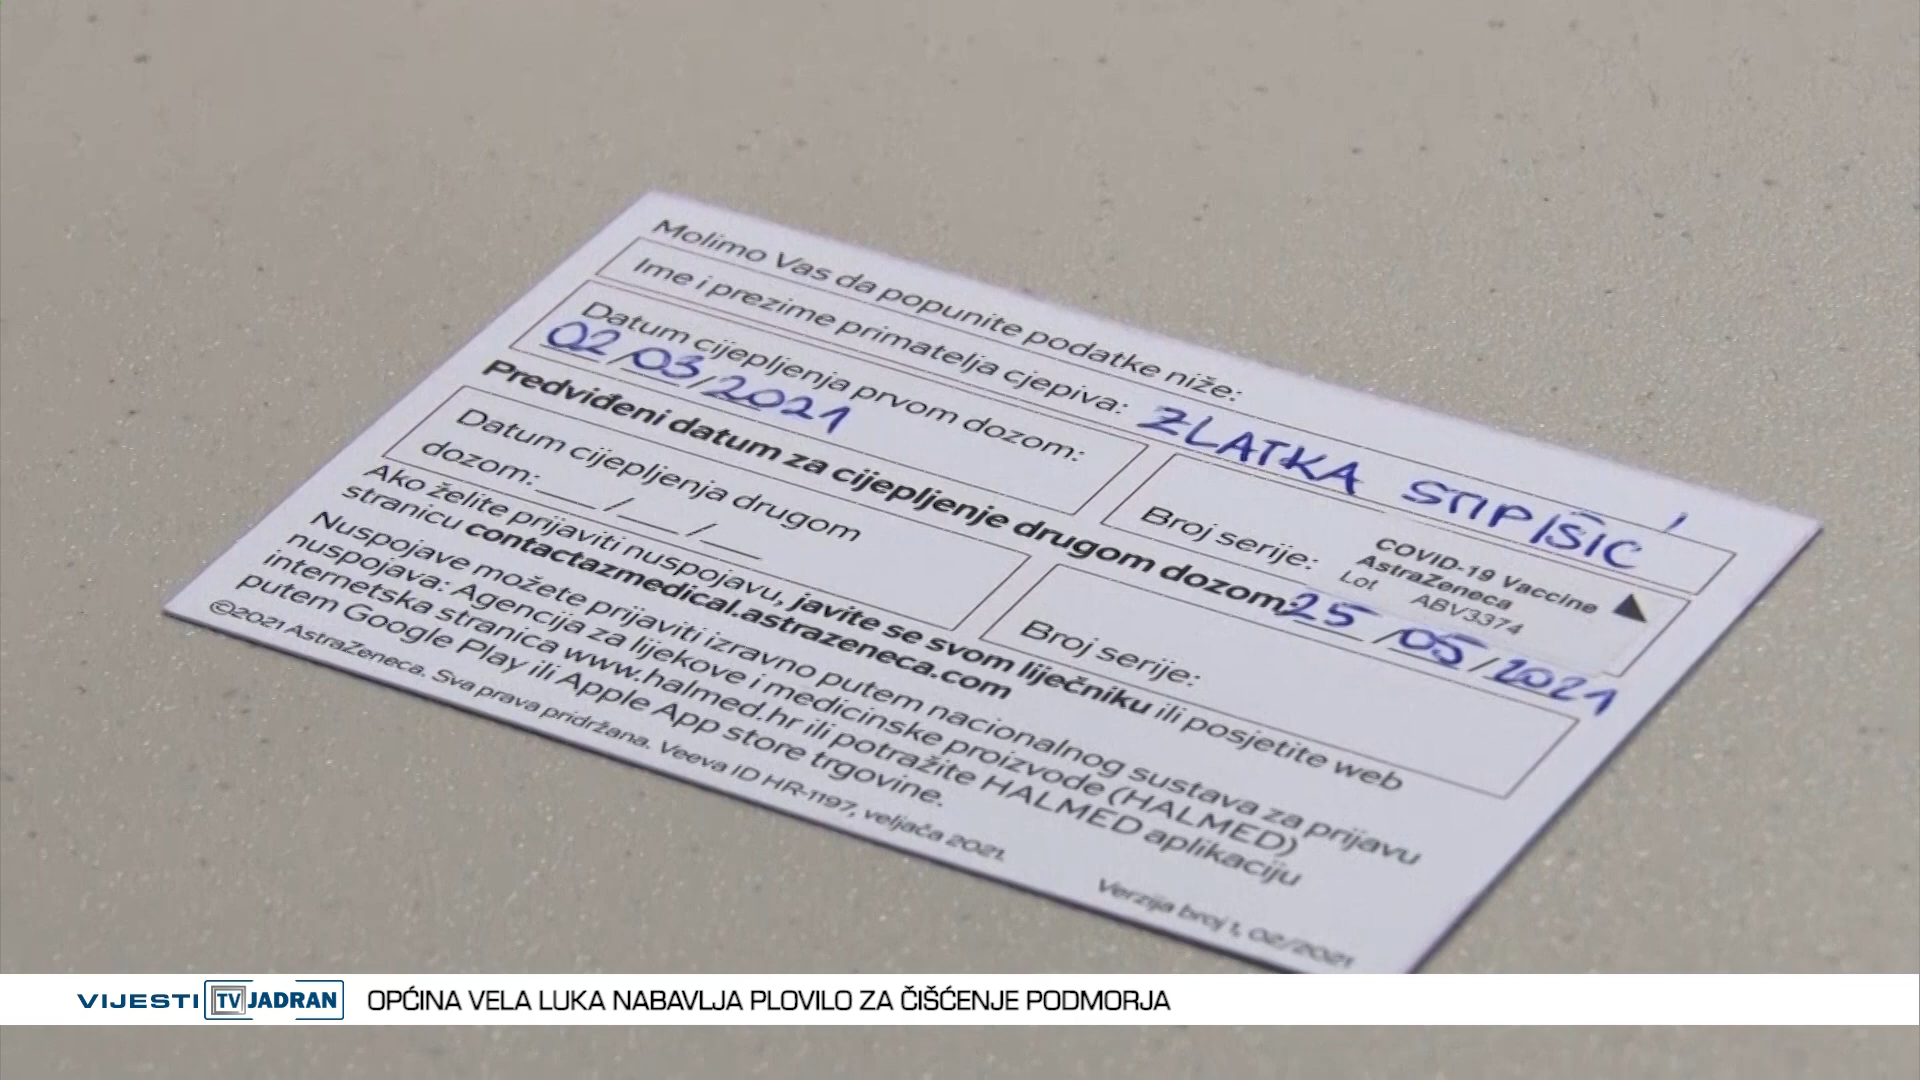 Molimo Vas da popunite podatke niže:
Ime i prezime primatelja cjepiva: ZLATKA STIPIŠIĆ
Datum cijepljenja prvom dozom:
02/03/2021
Broj serije:
COVID-19 Vaccine
AstraZeneca
Lot ABV3374
Predviđeni datum za cijepljenje drugom dozom: 25/05/2021
Datum cijepljenja drugom
dozom: __/__/__
Broj serije:
Ako želite prijaviti nuspojavu, javite se svom liječniku ili posjetite web
stranicu contactazmedical.astrazeneca.com
Nuspojave možete prijaviti izravno putem nacionalnog sustava za prijavu
nuspojava: Agencija za lijekove i medicinske proizvode (HALMED)
internetska stranica www.halmed.hr ili potražite HALMED aplikaciju
putem Google Play ili Apple App store trgovine.
©2021 AstraZeneca. Sva prava pridržana. Veeva ID HR-1197, veljača 2021.
Verzija broj 1, 02/2021
VIJESTI TV JADRAN OPĆINA VELA LUKA NABAVLJA PLOVILO ZA ČIŠĆENJE PODMORJA